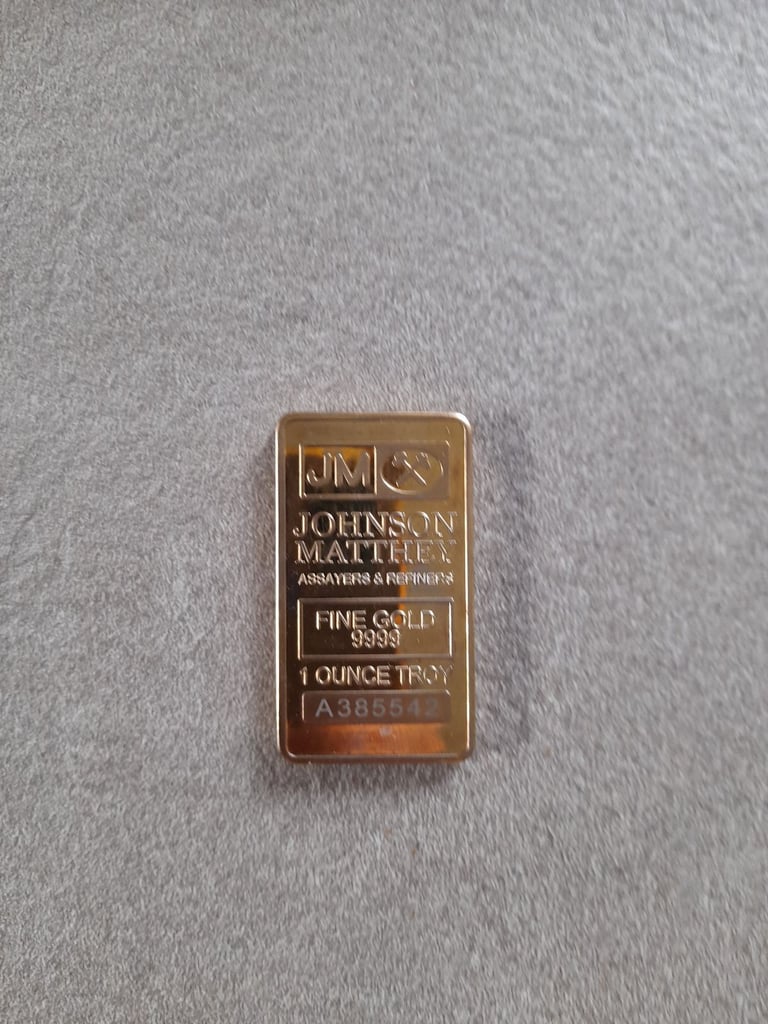 JM
JOHNSON
MATTHEY
ASSAYERS & REFINERS
FINE GOLD
9999
1 OUNCE TROY
A385542